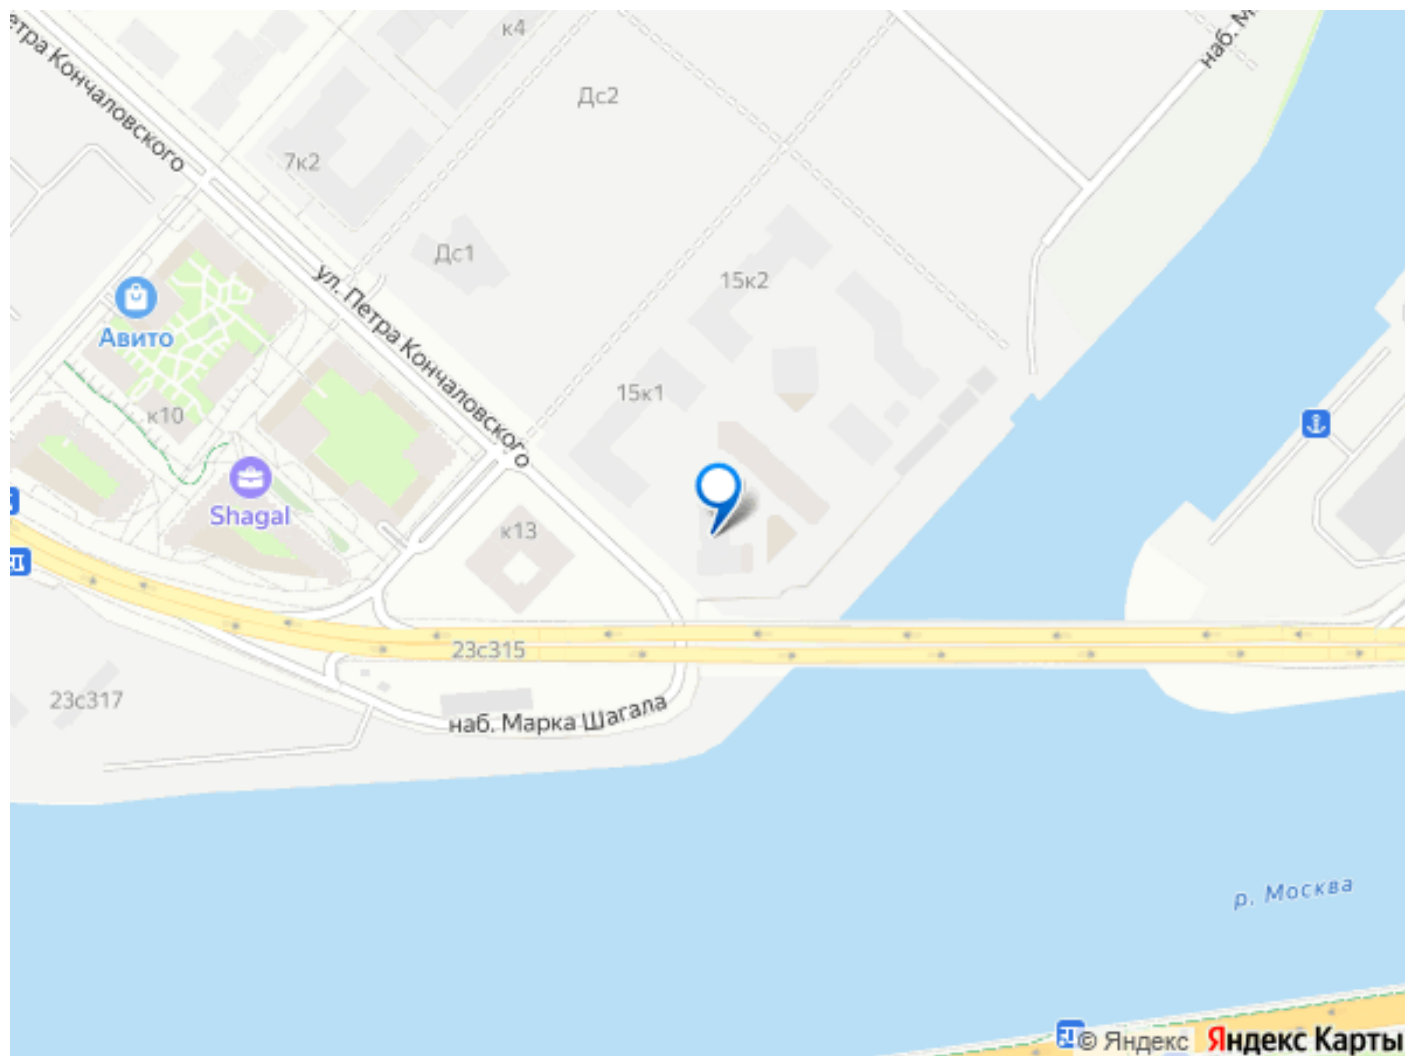 к4
наб. М
етра Кончаловского
Дс2
7к2
Дс1
ул. Петра Кончаловского
15к2
Авито
15к1
к10
Shagal
к13
23с315
23с317
наб. Марка Шагала
р. Москва
© Яндекс Яндекс Карты